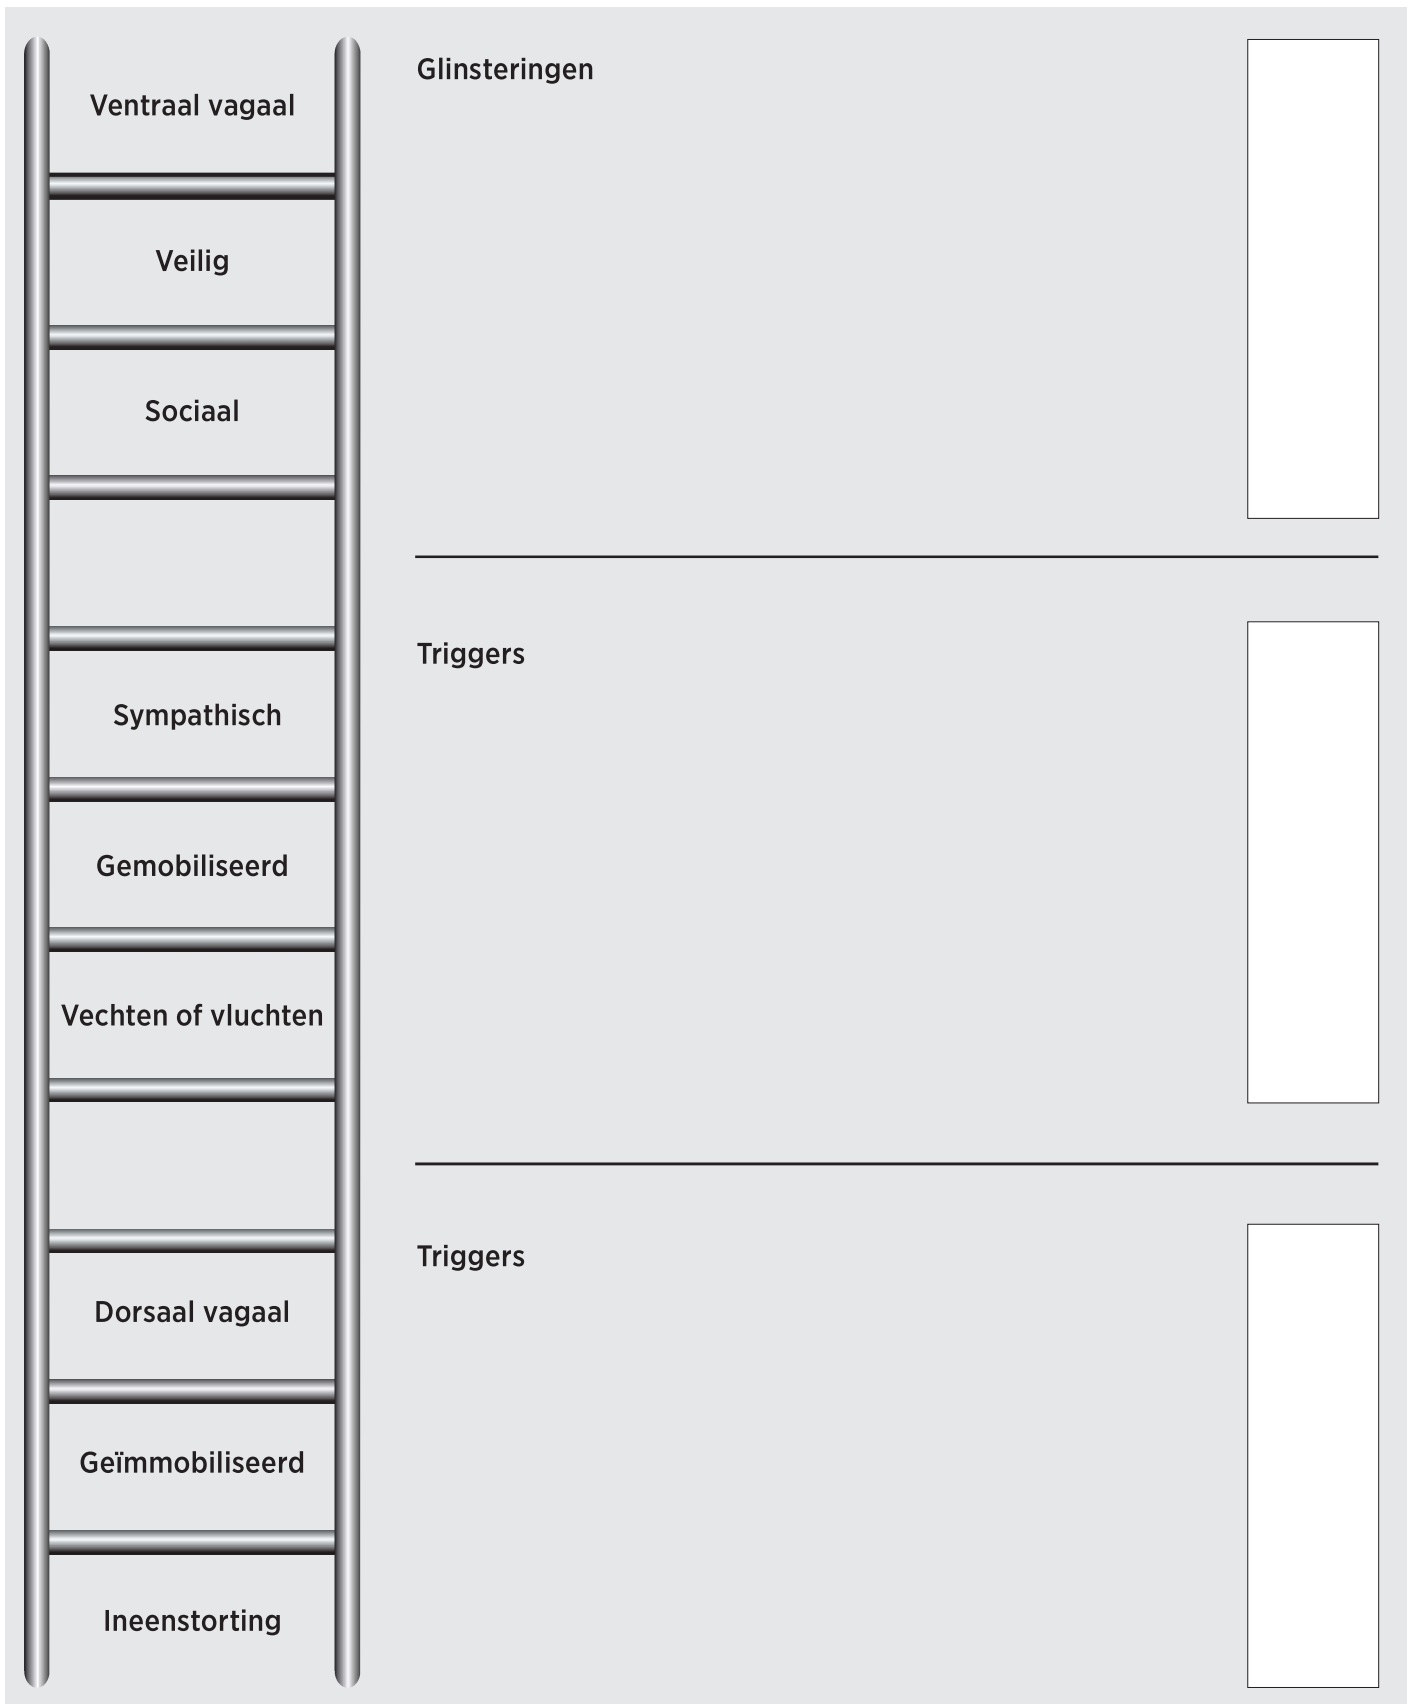 Glinsteringen
Ventraal vagaal
Veilig
Sociaal
Triggers
Sympathisch
Gemobiliseerd
Vechten of vluchten
Triggers
Dorsaal vagaal
Geïmmobiliseerd
Ineenstorting